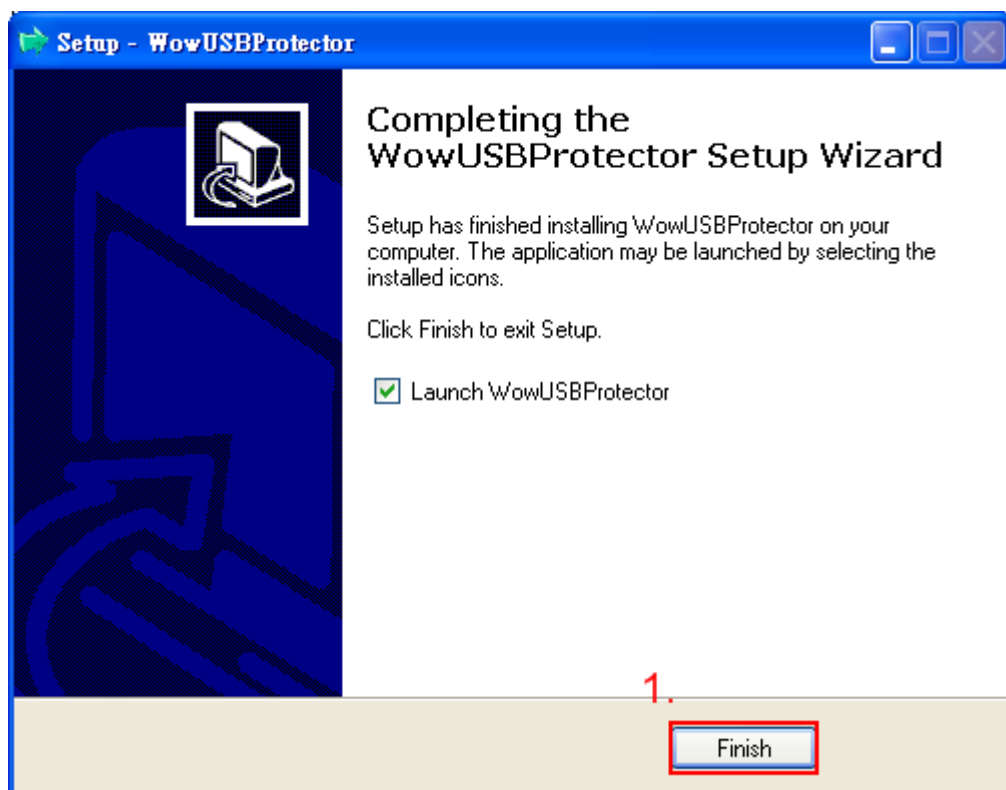 Setup - WowUSBProtector
Completing the
WowUSBProtector Setup Wizard
Setup has finished installing WowUSBProtector on your
computer. The application may be launched by selecting the
installed icons.
Click Finish to exit Setup.
Launch WowUSBProtector
1.
Finish